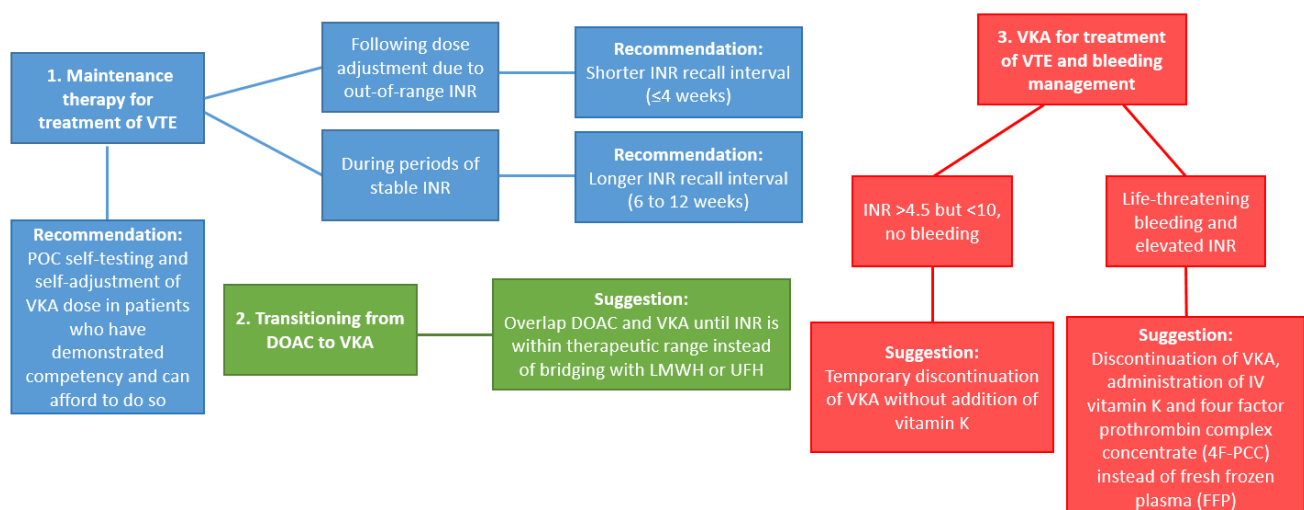 1. Maintenance
therapy for
treatment of VTE
Following dose
adjustment due to
out-of-range INR
Recommendation:
Shorter INR recall interval
(≤4 weeks)
During periods of
stable INR
Recommendation:
Longer INR recall interval
(6 to 12 weeks)
Recommendation:
POC self-testing and
self-adjustment of
VKA dose in patients
who have
demonstrated
competency and can
afford to do so
2. Transitioning from
DOAC to VKA
Suggestion:
Overlap DOAC and VKA until INR is
within therapeutic range instead
of bridging with LMWH or UFH
3. VKA for treatment
of VTE and bleeding
management
INR >4.5 but <10,
no bleeding
Suggestion:
Temporary discontinuation
of VKA without addition of
vitamin K
Life-threatening
bleeding and
elevated INR
Suggestion:
Discontinuation of VKA,
administration of IV
vitamin K and four factor
prothrombin complex
concentrate (4F-PCC)
instead of fresh frozen
plasma (FFP)